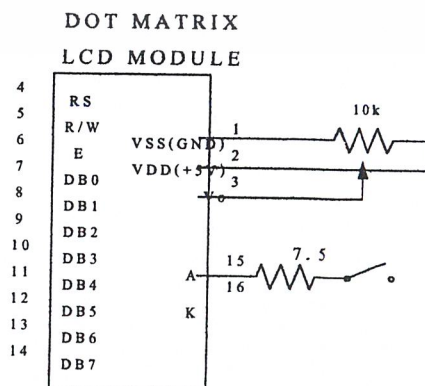 DOT MATRIX
LCD MODULE
4
5
6
7
8
9
10
11
12
13
14
RS
R/W
E
DB0
DB1
DB2
DB3
DB4
DB5
DB6
DB7
VSS(GND)
VDD(+5V)
Vo
A
K
1
2
3
15
16
10k
7.5